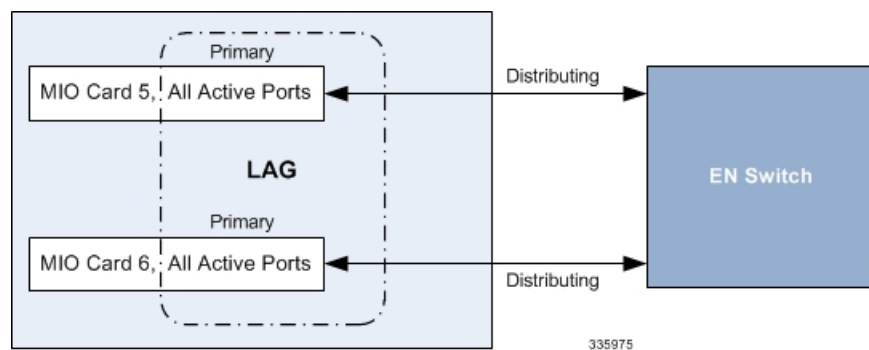 Primary
MIO Card 5, All Active Ports
Distributing
LAG
EN Switch
Primary
MIO Card 6, All Active Ports
Distributing
335975